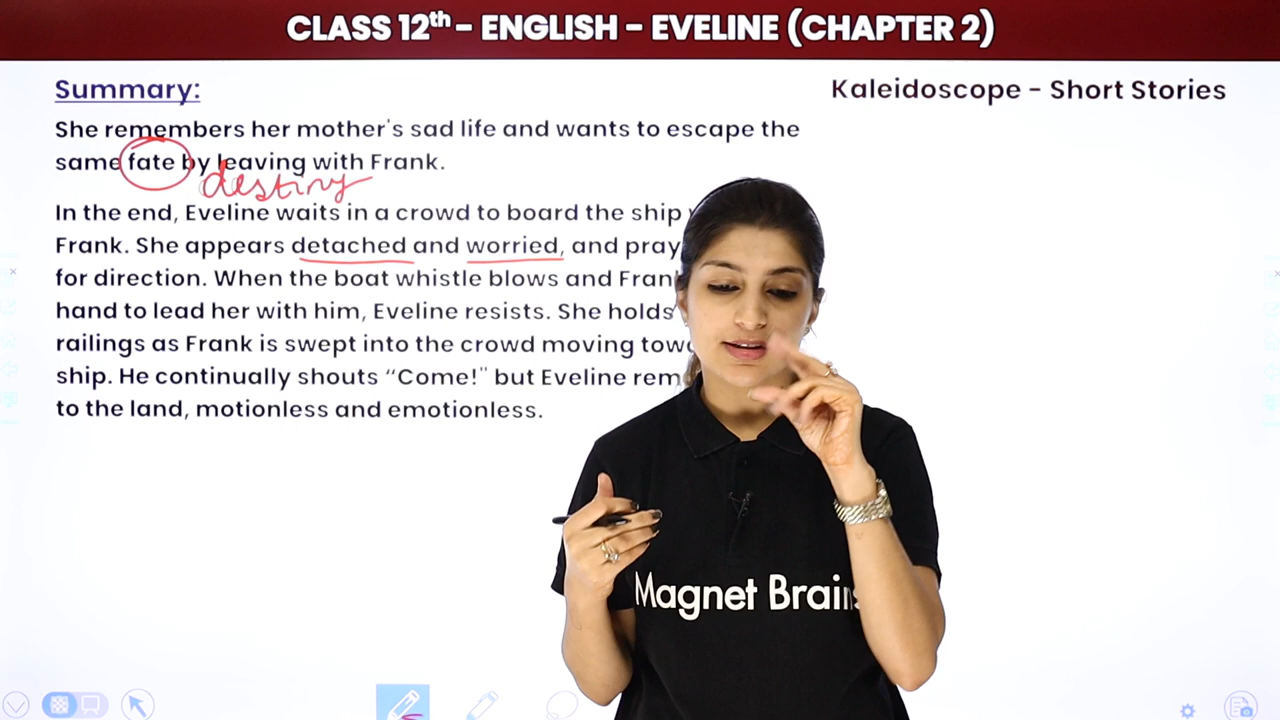 CLASS 12th - ENGLISH - EVELINE (CHAPTER 2)
Summary:
Kaleidoscope - Short Stories
She remembers her mother's sad life and wants to escape the
same fate by leaving with Frank.
destiny
In the end, Eveline waits in a crowd to board the ship
Frank. She appears detached and worried, and pray
for direction. When the boat whistle blows and Fran
hand to lead her with him, Eveline resists. She holds
railings as Frank is swept into the crowd moving tow
ship. He continually shouts “Come!" but Eveline rem
to the land, motionless and emotionless.
Magnet Brain